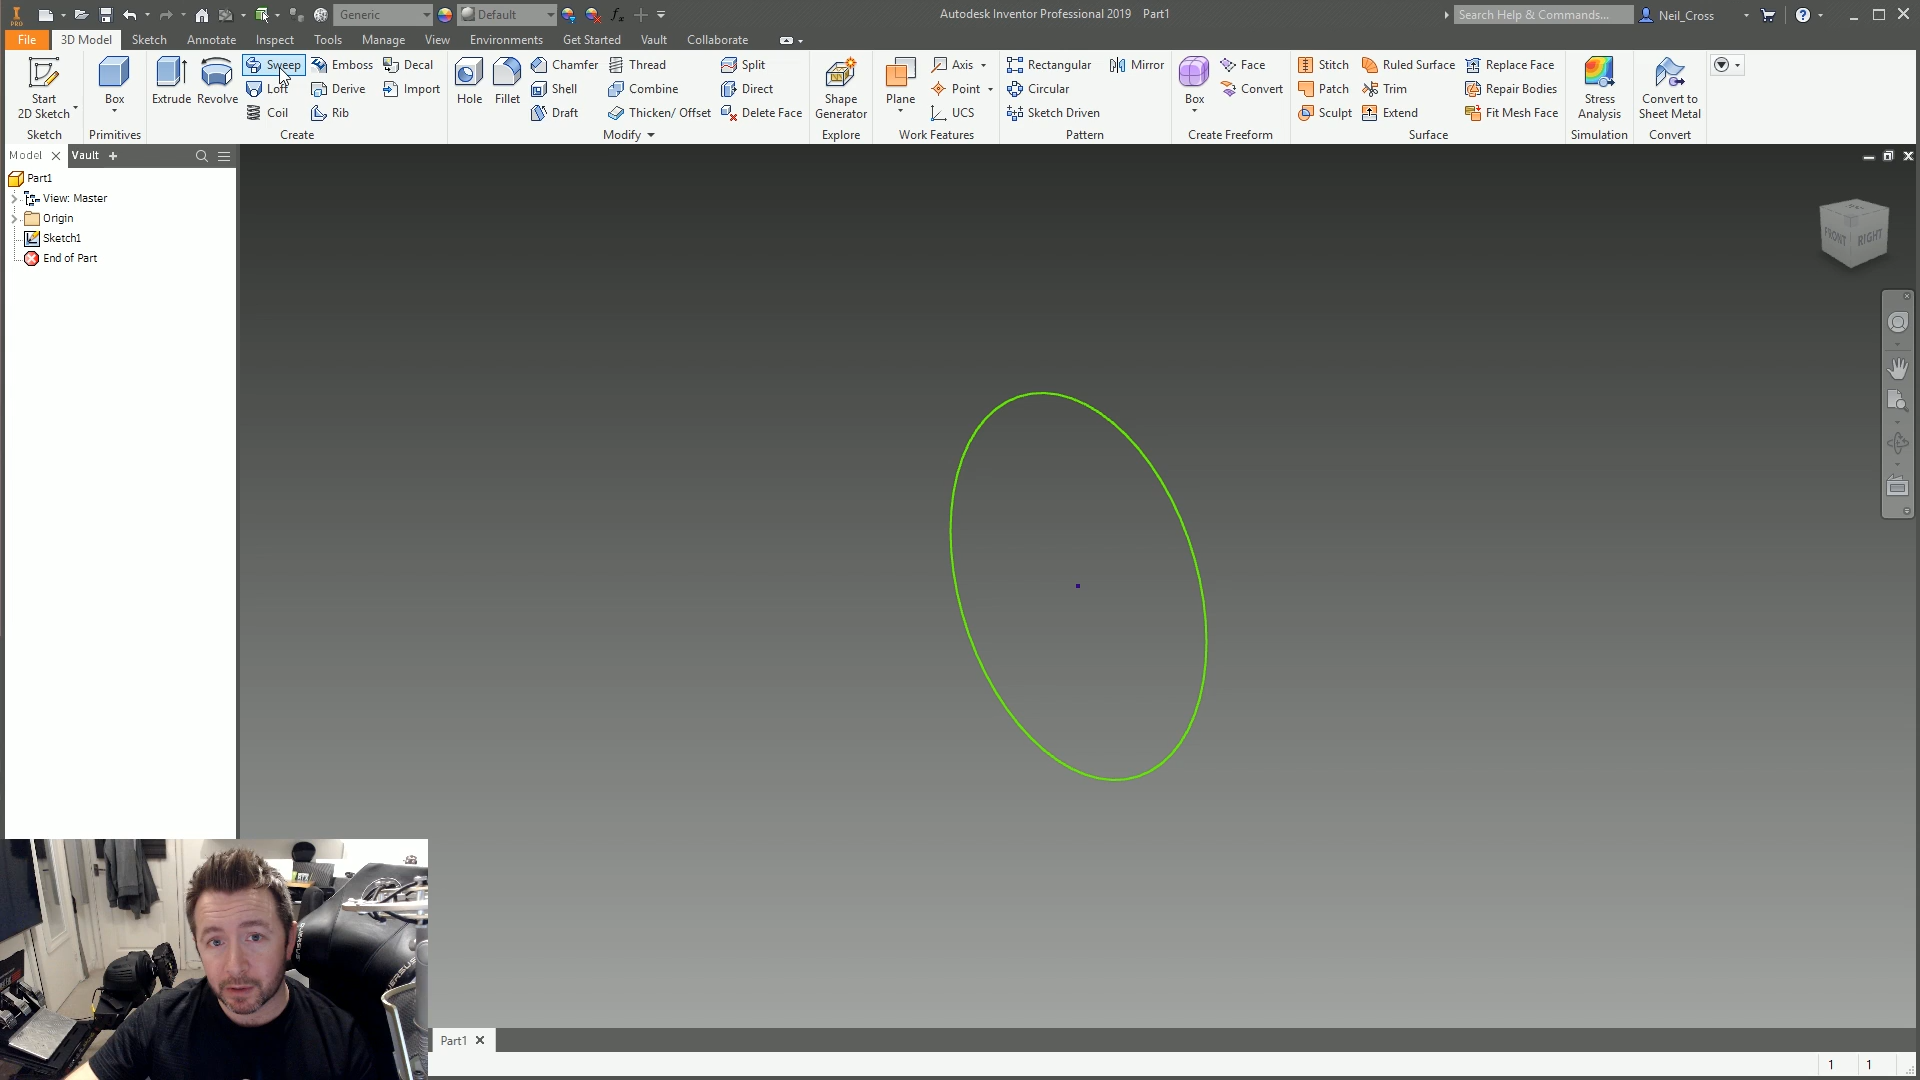 Generic
Default
Autodesk Inventor Professional 2019 Part1
Search Help & Commands...
Neil_Cross
File
3D Model
Sketch
Annotate
Inspect
Tools
Manage
View
Environments
Get Started
Vault
Collaborate
Start
2D Sketch
Sketch
Box
Primitives
Extrude
Revolve
Sweep
Loft
Coil
Emboss
Derive
Rib
Decal
Import
Create
Hole
Fillet
Chamfer
Shell
Draft
Thread
Combine
Thicken/ Offset
Split
Direct
Delete Face
Modify
Shape
Generator
Explore
Plane
Axis
Point
UCS
Work Features
Rectangular
Circular
Sketch Driven
Mirror
Pattern
Box
Face
Convert
Create Freeform
Stitch
Patch
Sculpt
Ruled Surface
Trim
Extend
Replace Face
Repair Bodies
Fit Mesh Face
Surface
Stress
Analysis
Simulation
Convert to
Sheet Metal
Convert
Model
Vault
Part1
View: Master
Origin
Sketch1
End of Part
FRONT
RIGHT
Part1
1 1